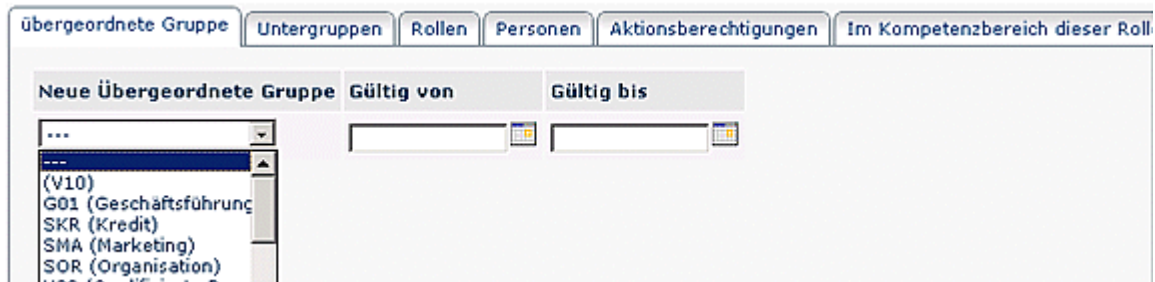 übergeordnete Gruppe Untergruppen Rollen Personen Aktionsberechtigungen Im Kompetenzbereich dieser
Neue Übergeordnete Gruppe Gültig von Gültig bis
---
---
(V10)
G01 (Geschäftsführung
SKR (Kredit)
SMA (Marketing)
SOR (Organisation)